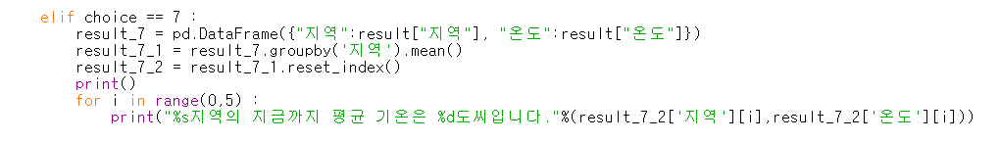 elif choice == 7 :
result_7 = pd.DataFrame({"지역":result["지역"], "온도":result["온도"]})
result_7_1 = result_7.groupby('지역').mean()
result_7_2 = result_7_1.reset_index()
print()
for i in range(0,5) :
print("%s지역의 지금까지 평균 기온은 %d도씨입니다."%(result_7_2['지역'][i],result_7_2['온도'][i]))